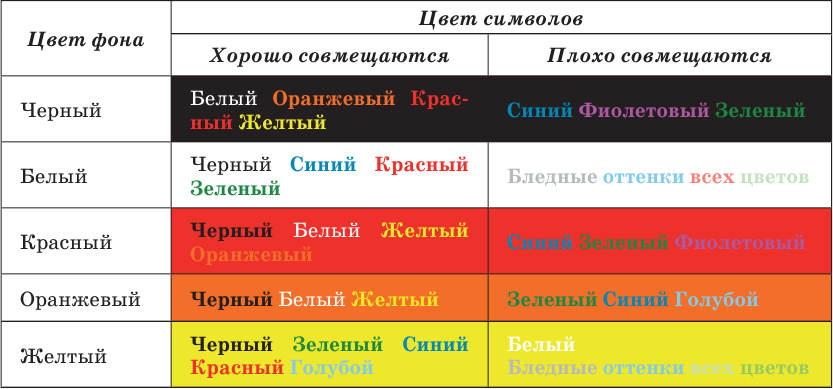 Цвет фона
Цвет символов
Хорошо совмещаются
Плохо совмещаются
Черный
Белый Оранжевый Крас-
ный Желтый
Синий Фиолетовый Зеленый
Белый
Черный Синий Красный
Зеленый
Бледные оттенки всех цветов
Красный
Черный Белый Желтый
Оранжевый
Синий Зеленый Фиолетовый
Оранжевый
Черный Белый Желтый
Зеленый Синий Голубой
Желтый
Черный Зеленый Синий
Красный Голубой
Белый
Бледные оттенки всех цветов